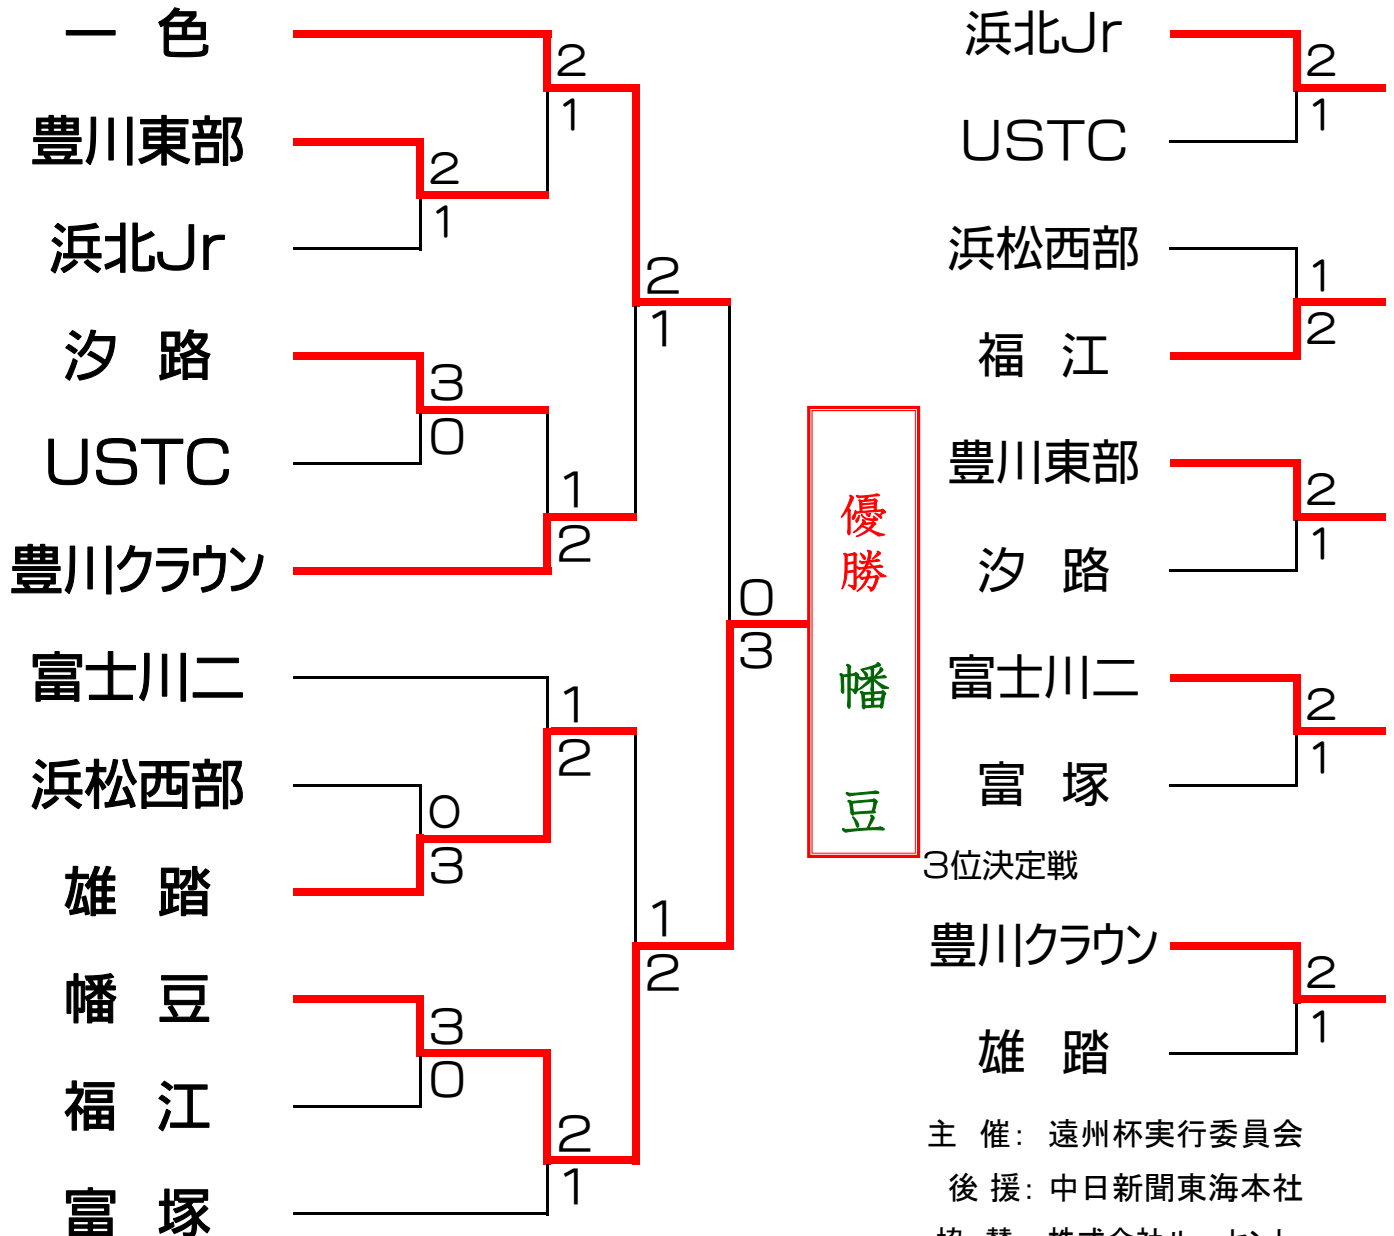 一 色
2
1
豊川東部
2
1
浜北Jr
2
1
汐 路
3
0
USTC
1
2
豊川クラウン
0
3
富士川二
1
2
浜松西部
0
3
雄 踏
1
2
幡 豆
3
0
福 江
2
1
富 塚
優勝 幡 豆
浜北Jr
2
1
USTC
浜松西部
1
2
福 江
豊川東部
2
1
汐 路
富士川二
2
1
富 塚
3位決定戦
豊川クラウン
2
1
雄 踏
主 催: 遠州杯実行委員会
後 援: 中日新聞東海本社